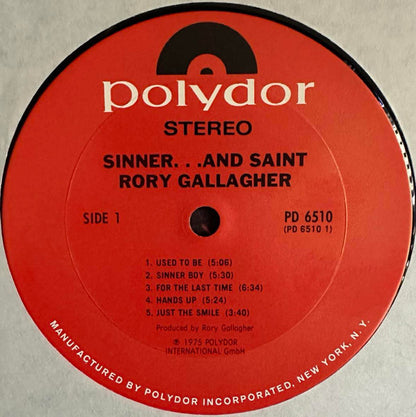 polydor
STEREO
SINNER. . .AND SAINT
RORY GALLAGHER
SIDE 1
PD 6510
(PD 6510 1)
1. USED TO BE (5:06)
2. SINNER BOY (5:30)
3. FOR THE LAST TIME (6:34)
4. HANDS UP (5:24)
5. JUST THE SMILE (3:40)
Produced by Rory Gallagher
℗ 1975 POLYDOR
INTERNATIONAL GmbH
MANUFACTURED BY POLYDOR INCORPORATED, NEW YORK, N. Y.